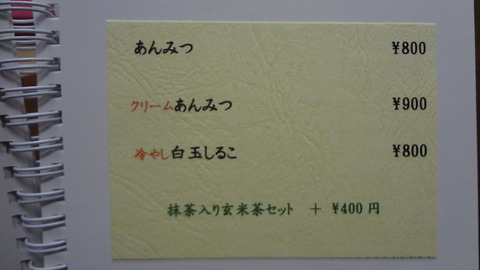 あんみつ ¥800
クリームあんみつ ¥900
冷やし白玉しるこ ¥800
抹茶入り玄米茶セット + ¥400円